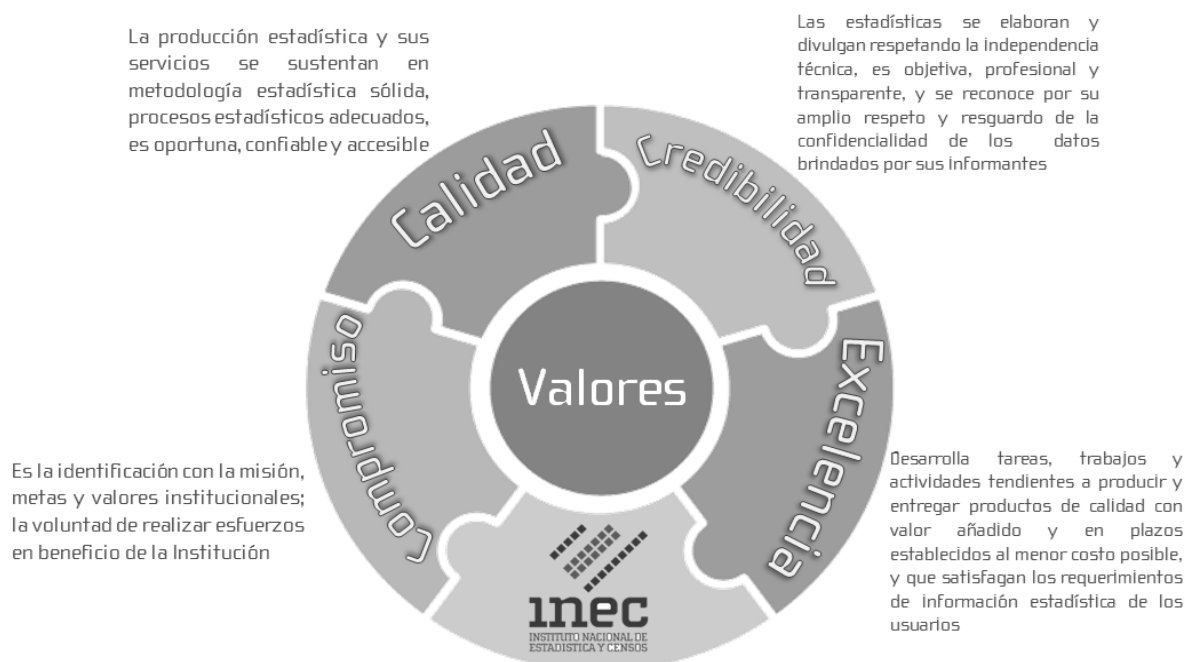 La producción estadística y sus
servicios se sustentan en
metodología estadística sólida,
procesos estadísticos adecuados,
es oportuna, confiable y accesible
Las estadísticas se elaboran y
divulgan respetando la independencia
técnica, es objetiva, profesional y
transparente, y se reconoce por su
amplio respeto y resguardo de la
confidencialidad de los datos
brindados por sus informantes
Calidad
Credibilidad
Compromiso
Valores
Excelencia
Es la identificación con la misión,
metas y valores institucionales;
la voluntad de realizar esfuerzos
en beneficio de la Institución
Desarrolla tareas, trabajos y
actividades tendientes a producir y
entregar productos de calidad con
valor añadido y en plazos
establecidos al menor costo posible,
y que satisfagan los requerimientos
de información estadística de los
usuarios
inec
INSTITUTO NACIONAL DE
ESTADÍSTICA Y CENSOS